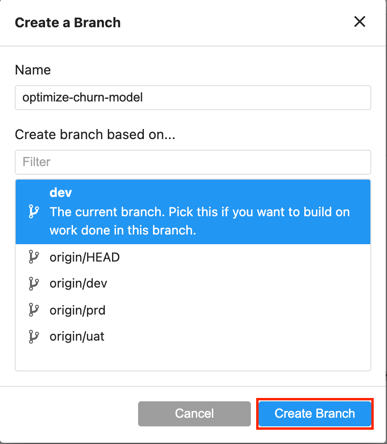 Create a Branch
Name
optimize-churn-model
Create branch based on...
Filter
dev
The current branch. Pick this if you want to build on
work done in this branch.
origin/HEAD
origin/dev
origin/prd
origin/uat
Cancel
Create Branch